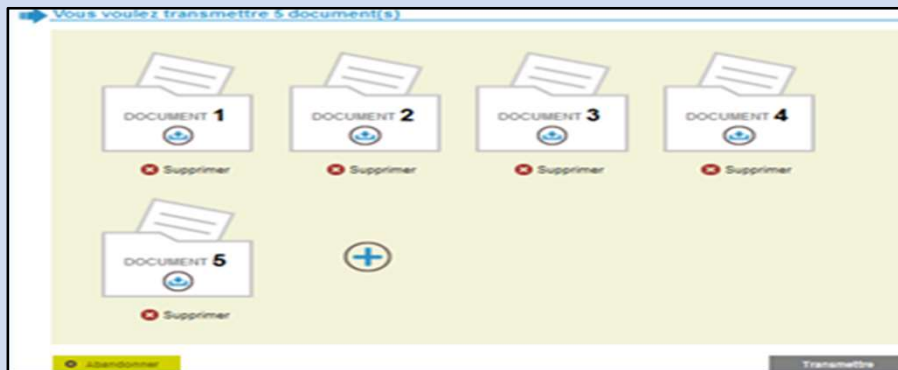 Vous voulez transmettre 5 document(s)
DOCUMENT 1 DOCUMENT 2 DOCUMENT 3 DOCUMENT 4
Supprimer Supprimer Supprimer Supprimer
DOCUMENT 5
Supprimer
Abandonner Transmettre